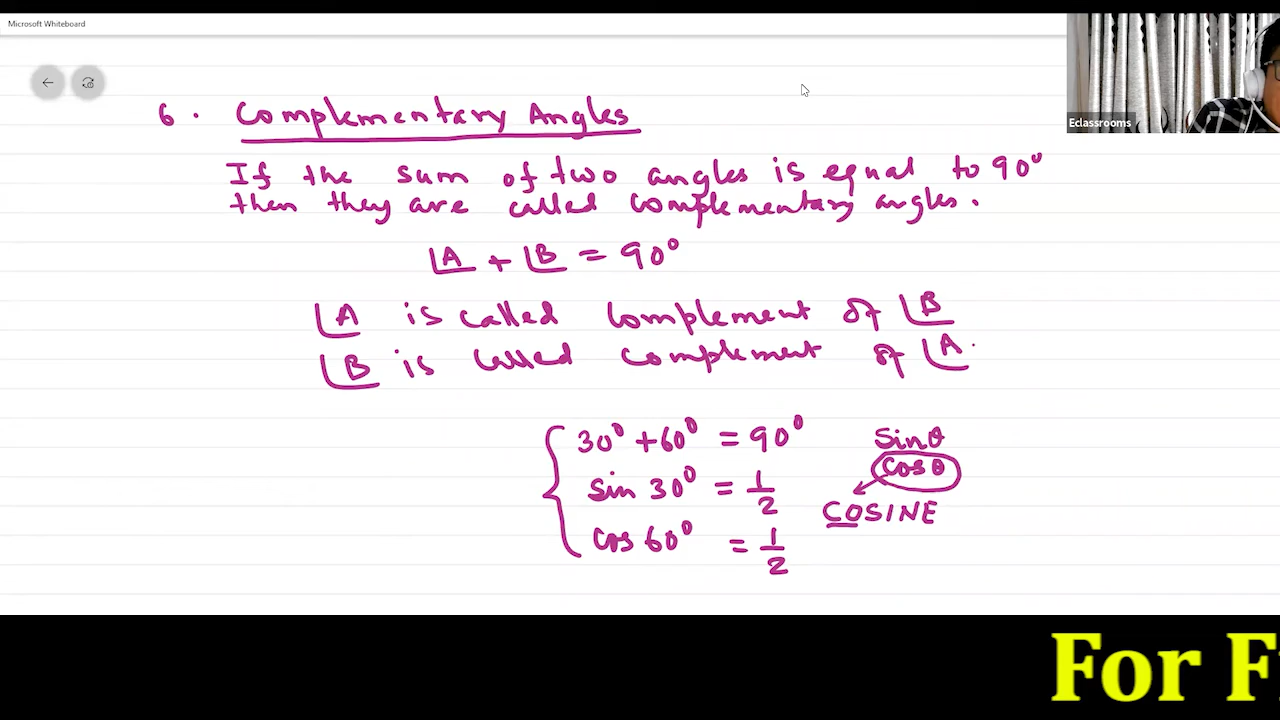 Microsoft Whiteboard
Eclassrooms
6. Complementary Angles
If the sum of two angles is equal to 90°
then they are called complementary angles.
∠A + ∠B = 90°
∠A is called complement of ∠B
∠B is called complement of ∠A.
30° + 60° = 90°
sin 30° = 1/2
cos 60° = 1/2
sinθ
cosθ
COSINE
For F